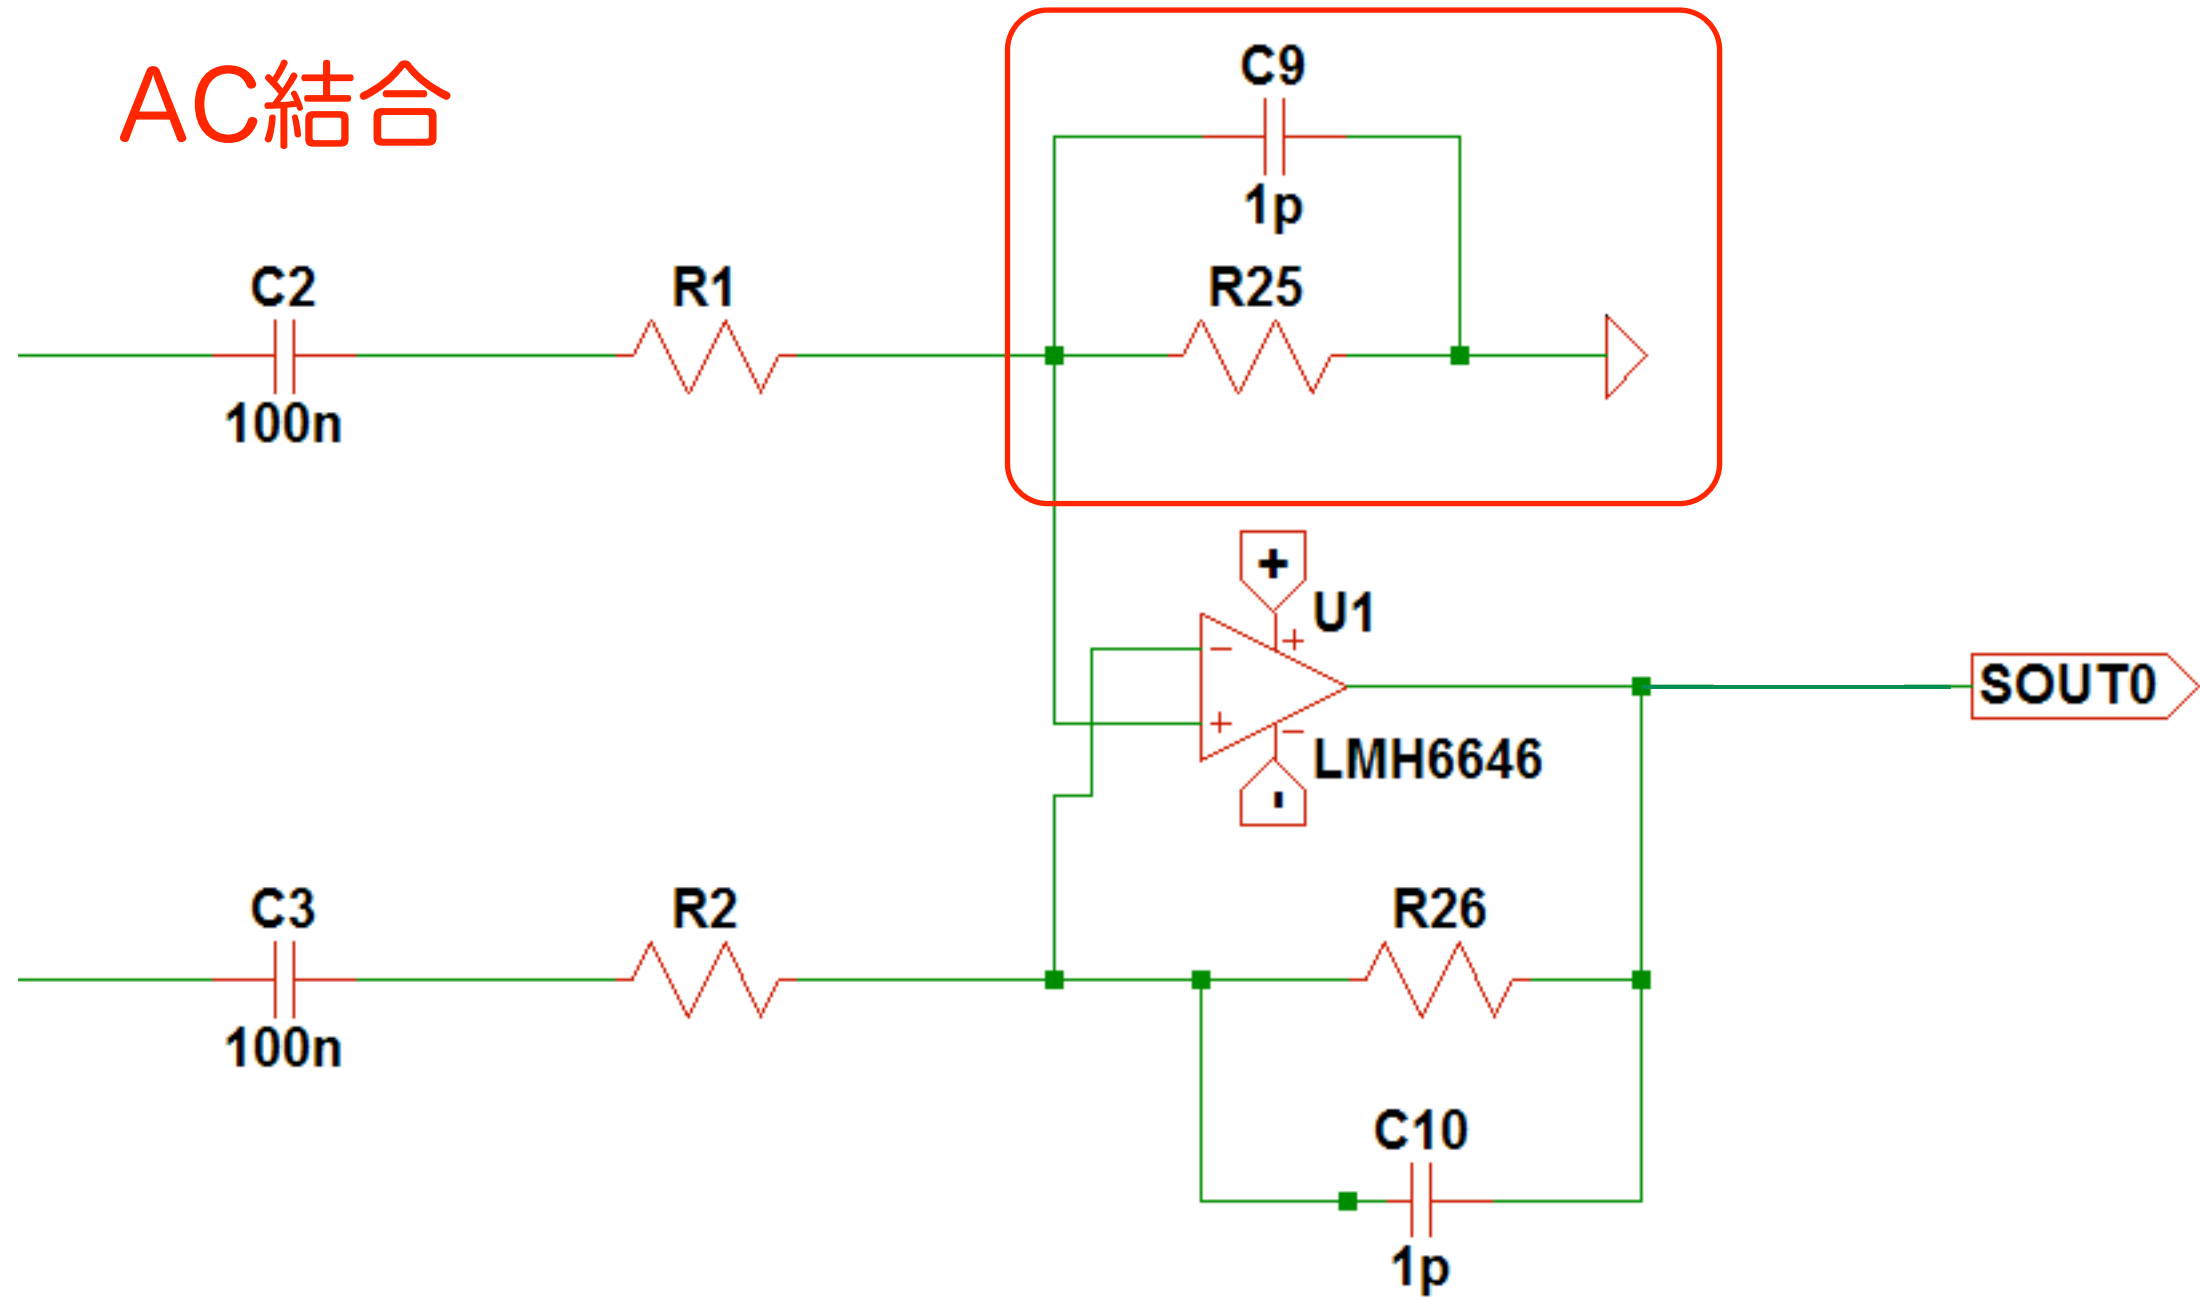 AC結合
C9
1p
C2
R1
R25
100n
+
U1
+
−
+
−
LMH6646
-
SOUT0
C3
R2
R26
100n
C10
1p